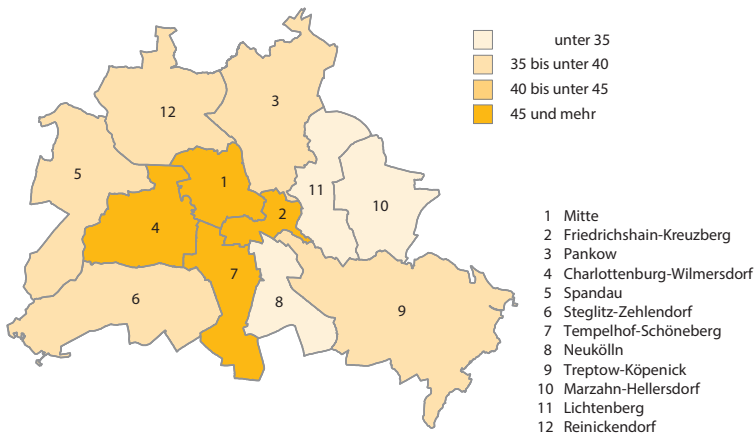 unter 35
35 bis unter 40
40 bis unter 45
45 und mehr
12
3
5
1
11
10
2
4
7
6
8
9
1 Mitte
2 Friedrichshain-Kreuzberg
3 Pankow
4 Charlottenburg-Wilmersdorf
5 Spandau
6 Steglitz-Zehlendorf
7 Tempelhof-Schöneberg
8 Neukölln
9 Treptow-Köpenick
10 Marzahn-Hellersdorf
11 Lichtenberg
12 Reinickendorf